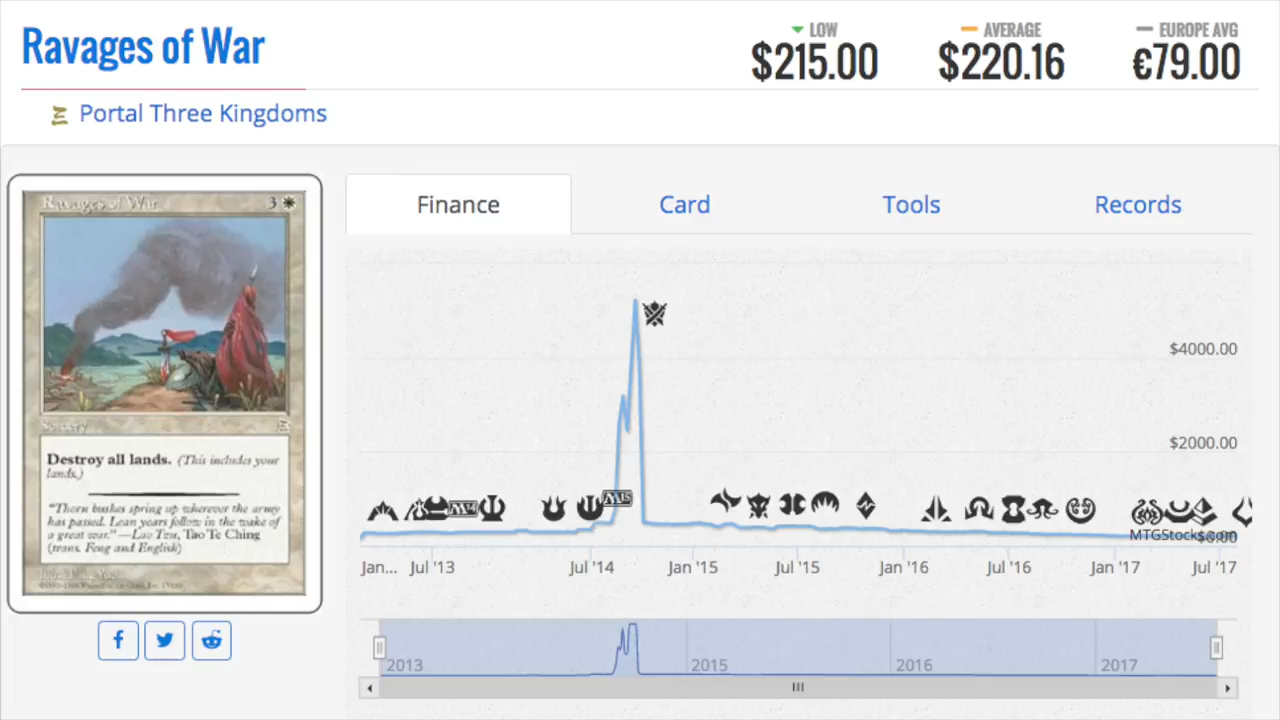 Ravages of War
LOW
$215.00
AVERAGE
$220.16
EUROPE AVG
€79.00
Portal Three Kingdoms
Ravages of War 3
Sorcery
Destroy all lands. (This includes your
lands.)
"Thorn bushes spring up wherever the army
has passed. Lean years follow in the wake of
a great war." —Lao Tzu, Tao Te Ching
(trans. Feng and English)
Finance
Card
Tools
Records
$4000.00
$2000.00
M14
M15
MTGStocks.com
$0.00
Jan... Jul '13 Jul '14 Jan '15 Jul '15 Jan '16 Jul '16 Jan '17 Jul '17
2013 2015 2016 2017